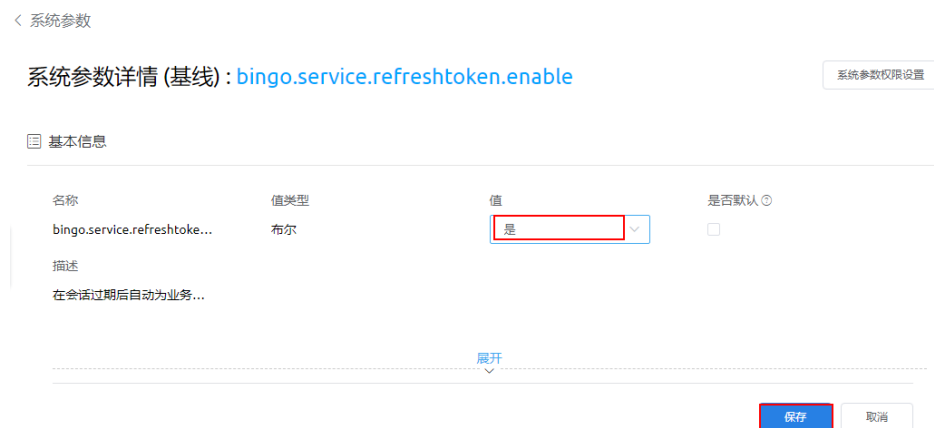 系统参数
系统参数详情 (基线) : bingo.service.refreshtoken.enable
系统参数权限设置
基本信息
名称 值类型 值 是否默认
bingo.service.refreshtoke... 布尔 是
描述
在会话过期后自动为业务...
展开
保存 取消